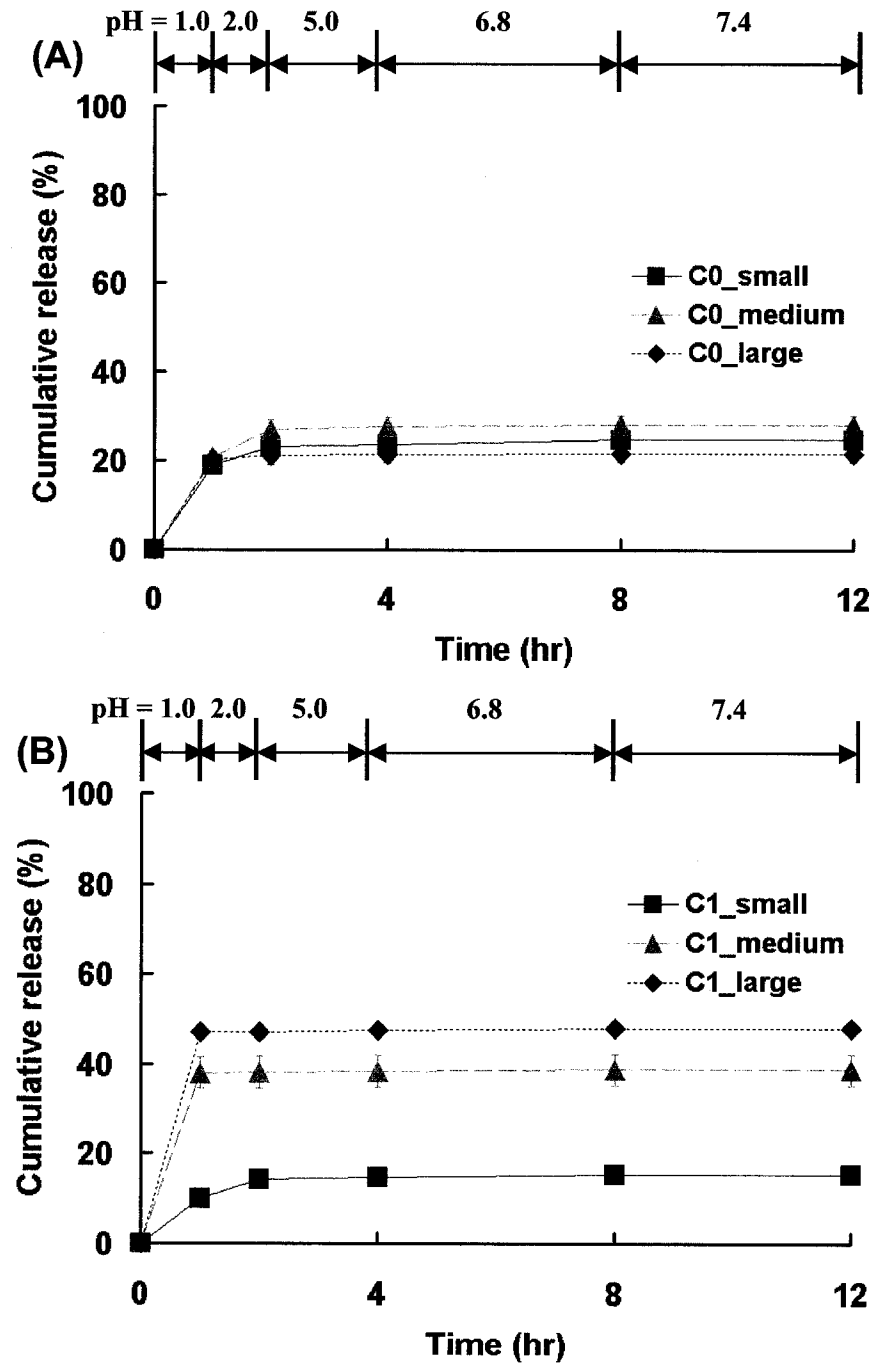 pH = 1.0 2.0 5.0 6.8 7.4
(A)
100
80
60
40
20
0
Cumulative release (%)
C0_small
C0_medium
C0_large
0 4 8 12
Time (hr)
pH = 1.0 2.0 5.0 6.8 7.4
(B)
100
80
60
40
20
0
Cumulative release (%)
C1_small
C1_medium
C1_large
0 4 8 12
Time (hr)